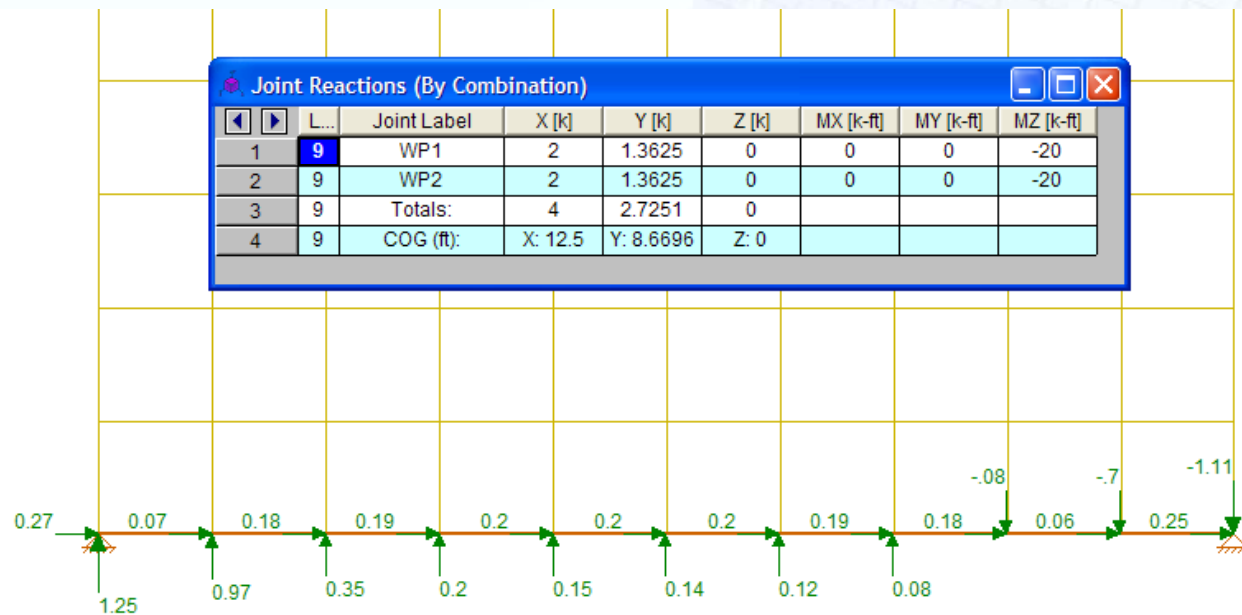 Joint Reactions (By Combination)
L... Joint Label X [k] Y [k] Z [k] MX [k-ft] MY [k-ft] MZ [k-ft]
1 9 WP1 2 1.3625 0 0 0 -20
2 9 WP2 2 1.3625 0 0 0 -20
3 9 Totals: 4 2.7251 0
4 9 COG (ft): X: 12.5 Y: 8.6696 Z: 0
-.08 -.7 -1.11
0.27 0.07 0.18 0.19 0.2 0.2 0.2 0.19 0.18 0.06 0.25
1.25 0.97 0.35 0.2 0.15 0.14 0.12 0.08